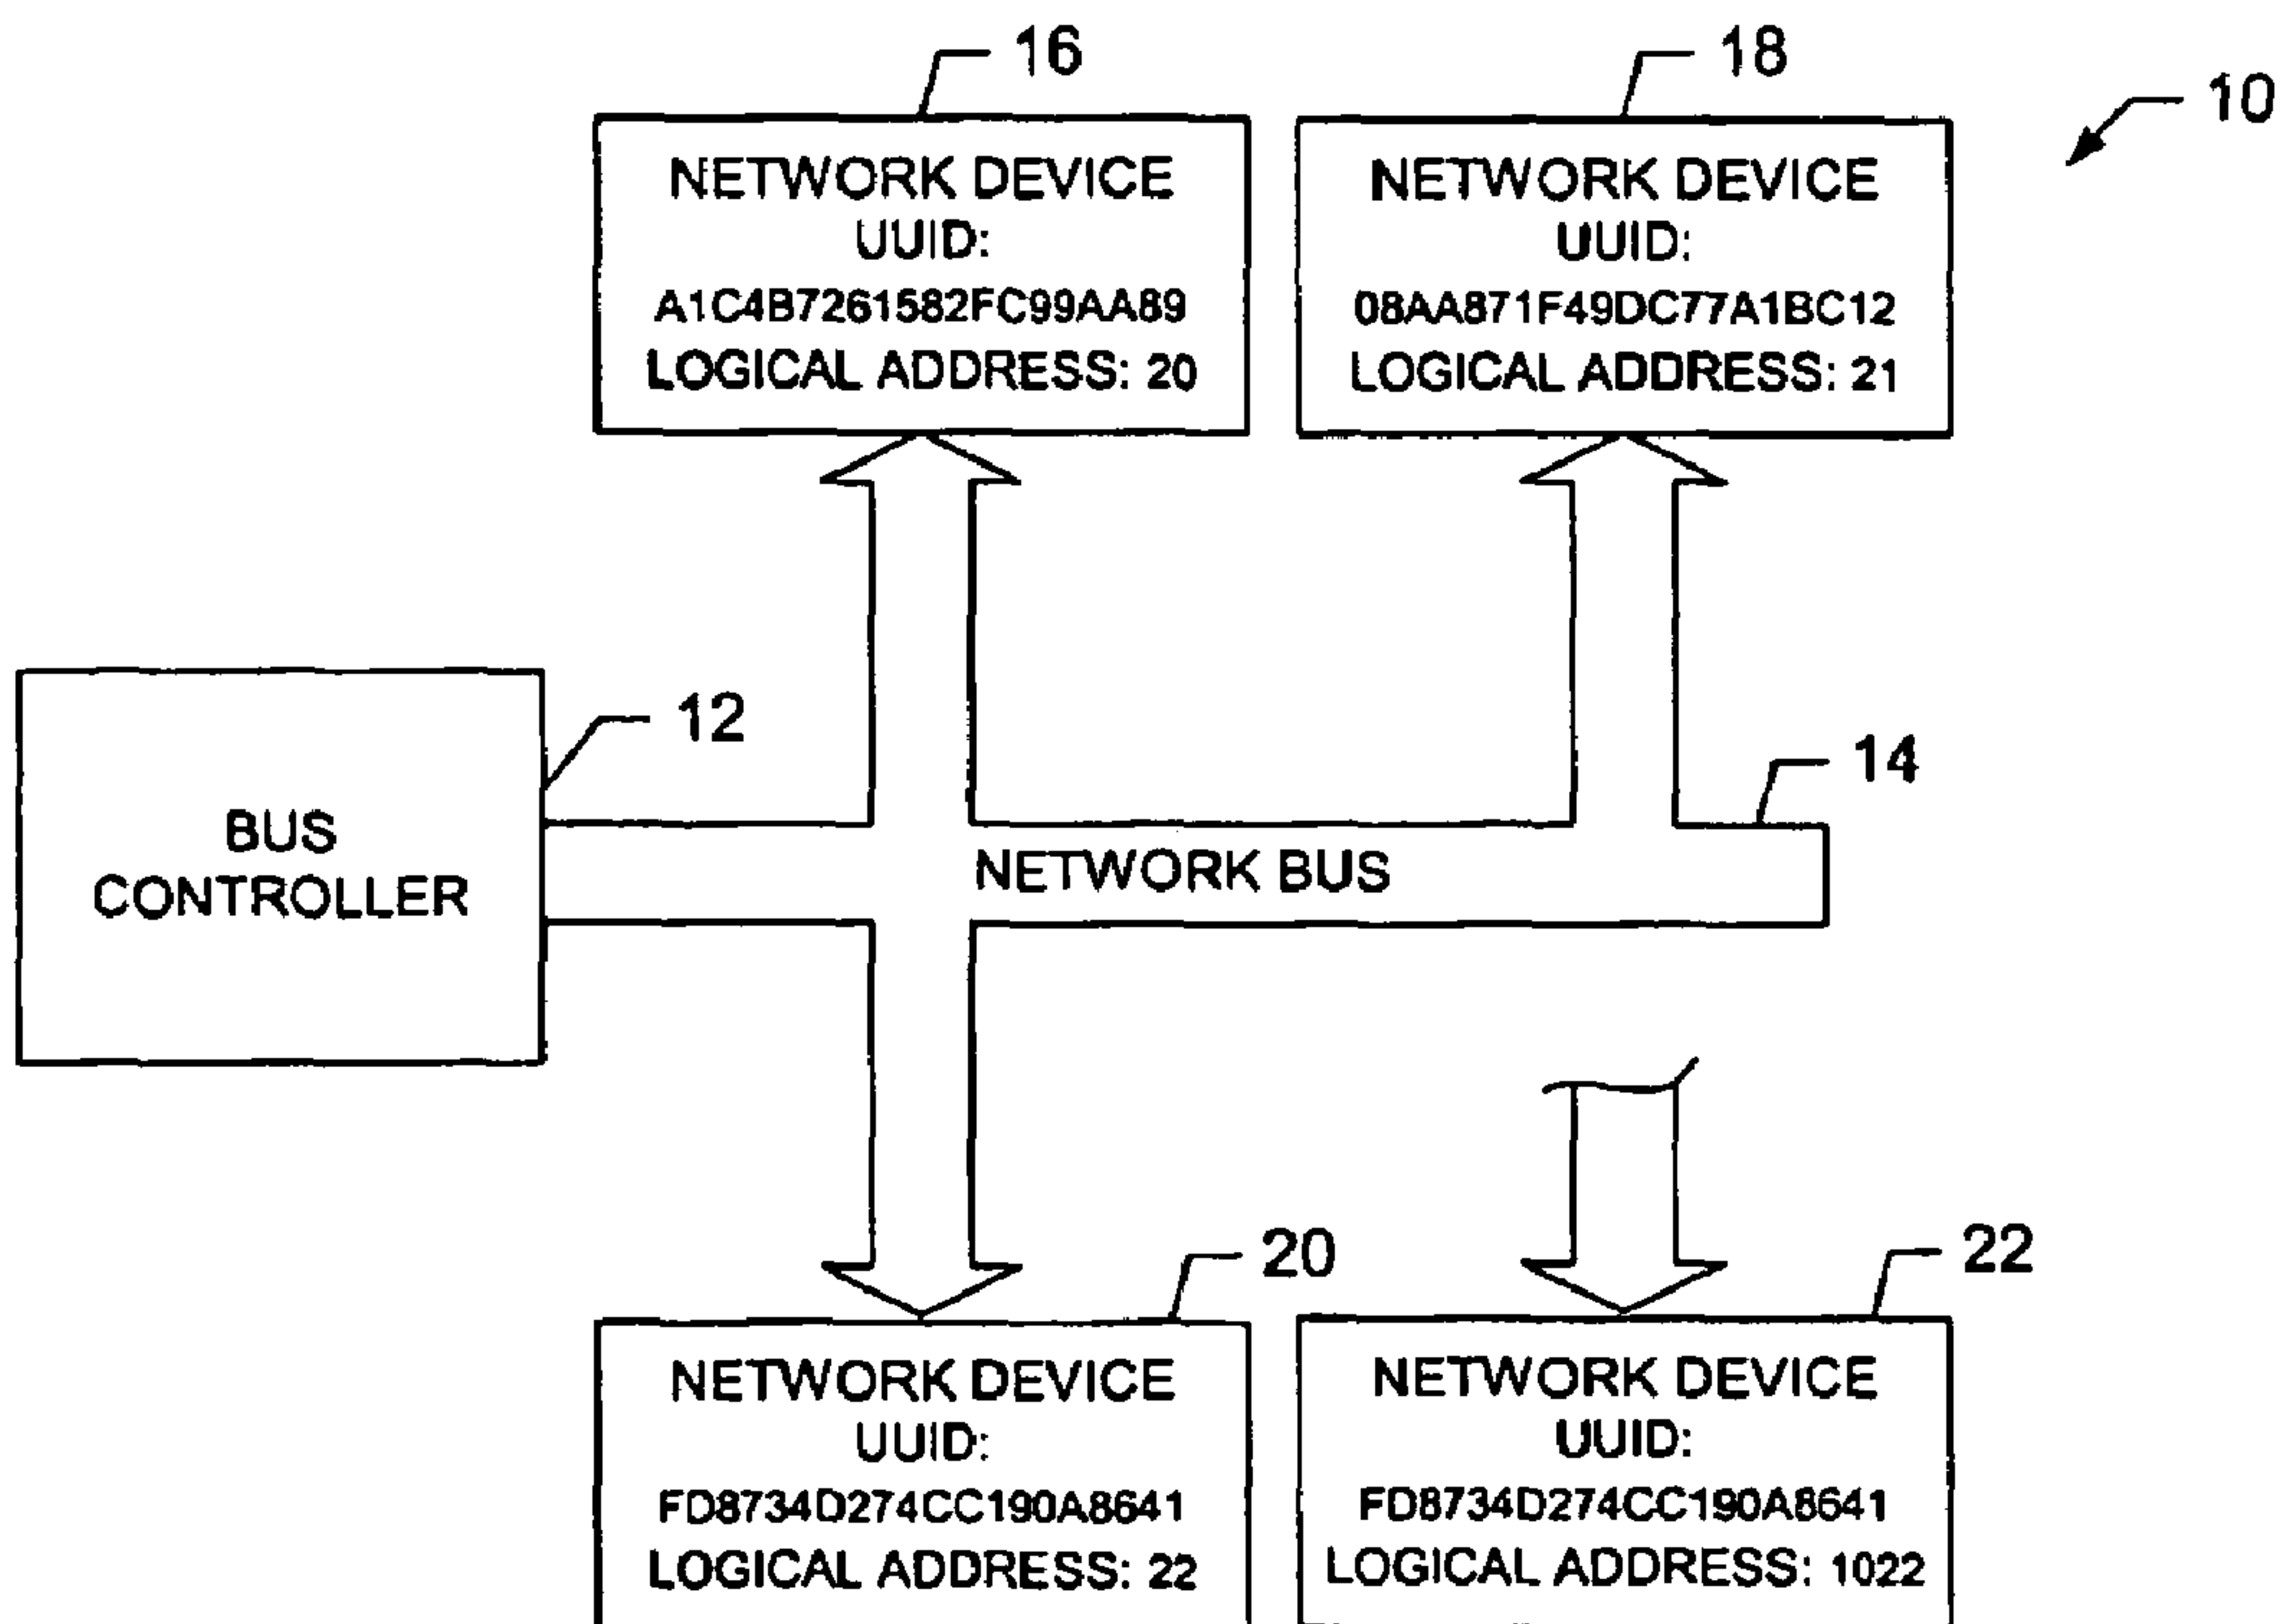 16
18
10
NETWORK DEVICE
UUID:
A1C4B7261582FC99AA89
LOGICAL ADDRESS: 20
NETWORK DEVICE
UUID:
08AA871F49DC77A1BC12
LOGICAL ADDRESS: 21
12
14
BUS
CONTROLLER
NETWORK BUS
20
22
NETWORK DEVICE
UUID:
FD8734D274CC190A8641
LOGICAL ADDRESS: 22
NETWORK DEVICE
UUID:
FD8734D274CC190A8641
LOGICAL ADDRESS: 1022